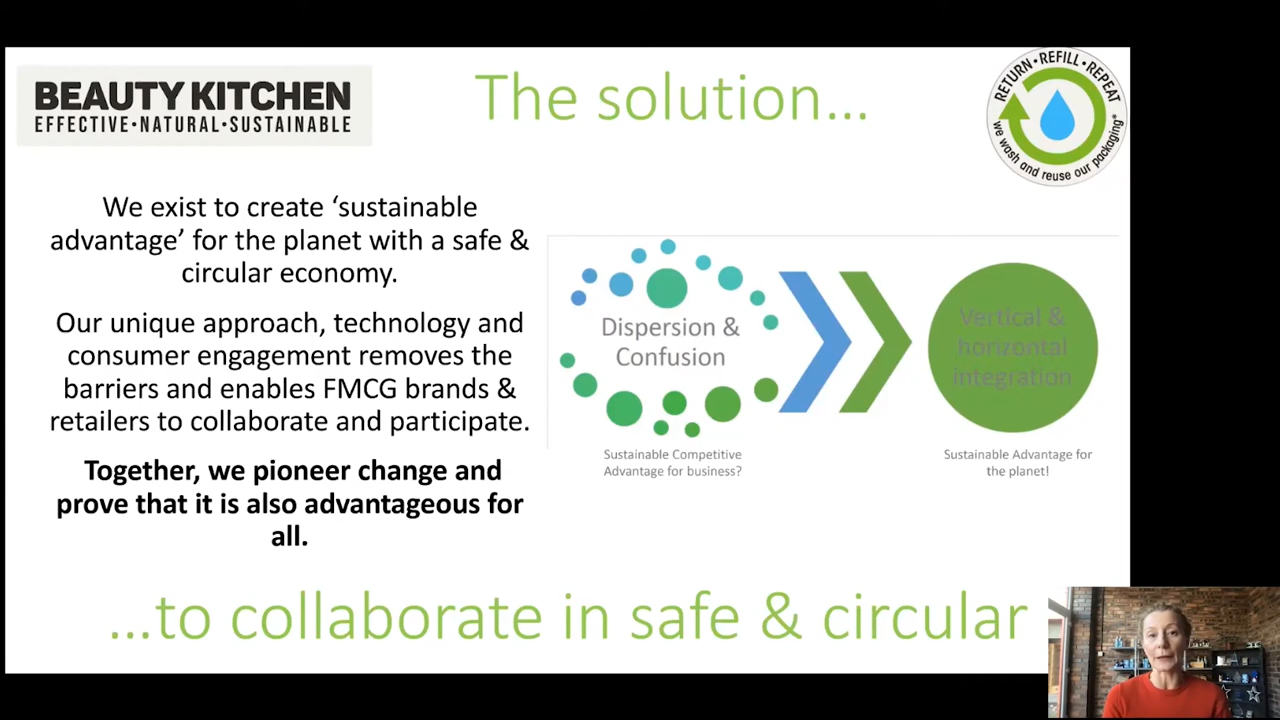 BEAUTY KITCHEN
EFFECTIVE•NATURAL•SUSTAINABLE
The solution...
RETURN•REFILL•REPEAT
we wash and reuse our packaging*
We exist to create ‘sustainable
advantage’ for the planet with a safe &
circular economy.
Our unique approach, technology and
consumer engagement removes the
barriers and enables FMCG brands &
retailers to collaborate and participate.
Together, we pioneer change and
prove that it is also advantageous for
all.
Dispersion &
Confusion
Sustainable Competitive
Advantage for business?
Vertical &
horizontal
integration
Sustainable Advantage for
the planet!
...to collaborate in safe & circular